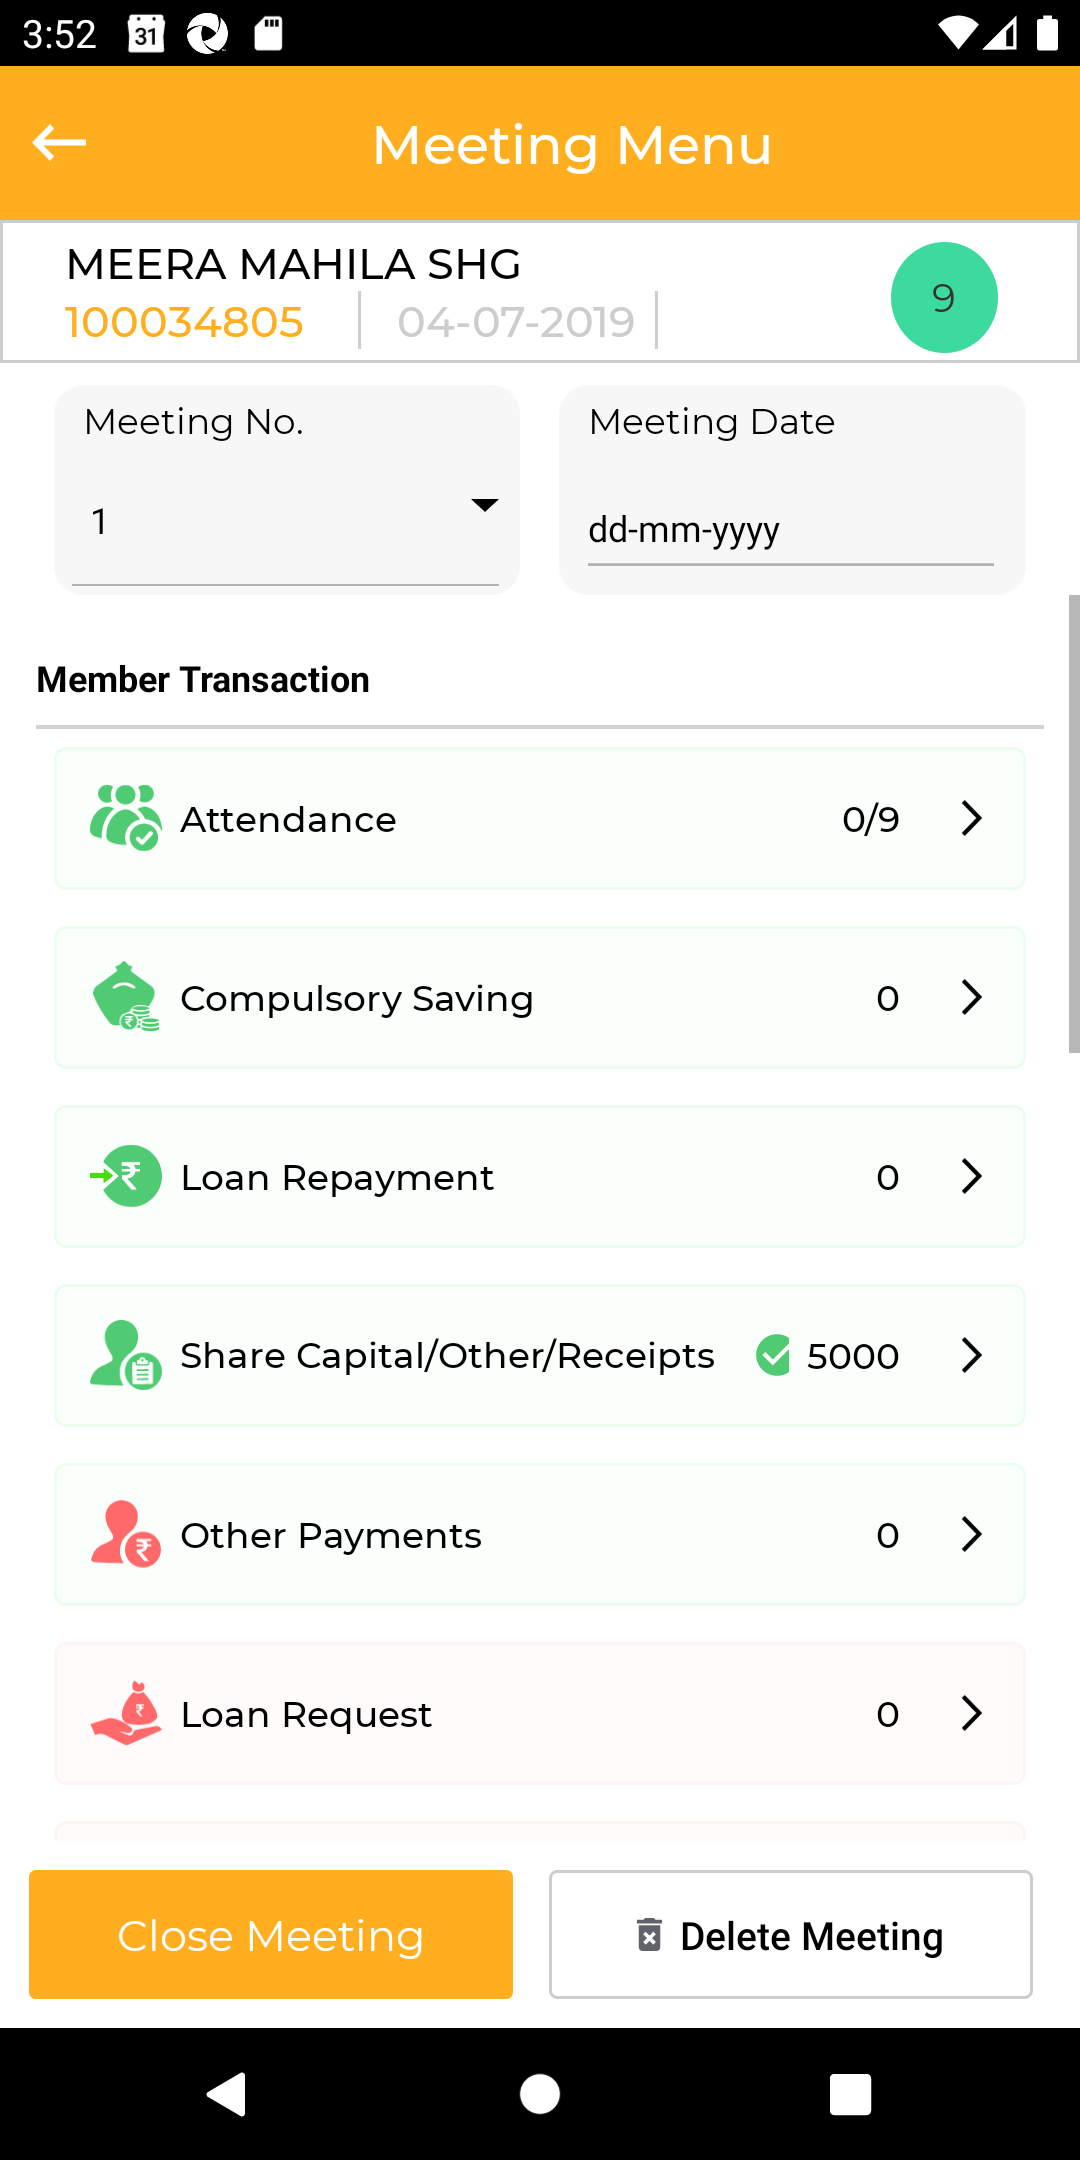 3:52 31
Meeting Menu
MEERA MAHILA SHG
100034805 04-07-2019
9
Meeting No. Meeting Date
1 dd-mm-yyyy
Member Transaction
Attendance 0/9
Compulsory Saving 0
Loan Repayment 0
Share Capital/Other/Receipts 5000
Other Payments 0
Loan Request 0
Close Meeting Delete Meeting